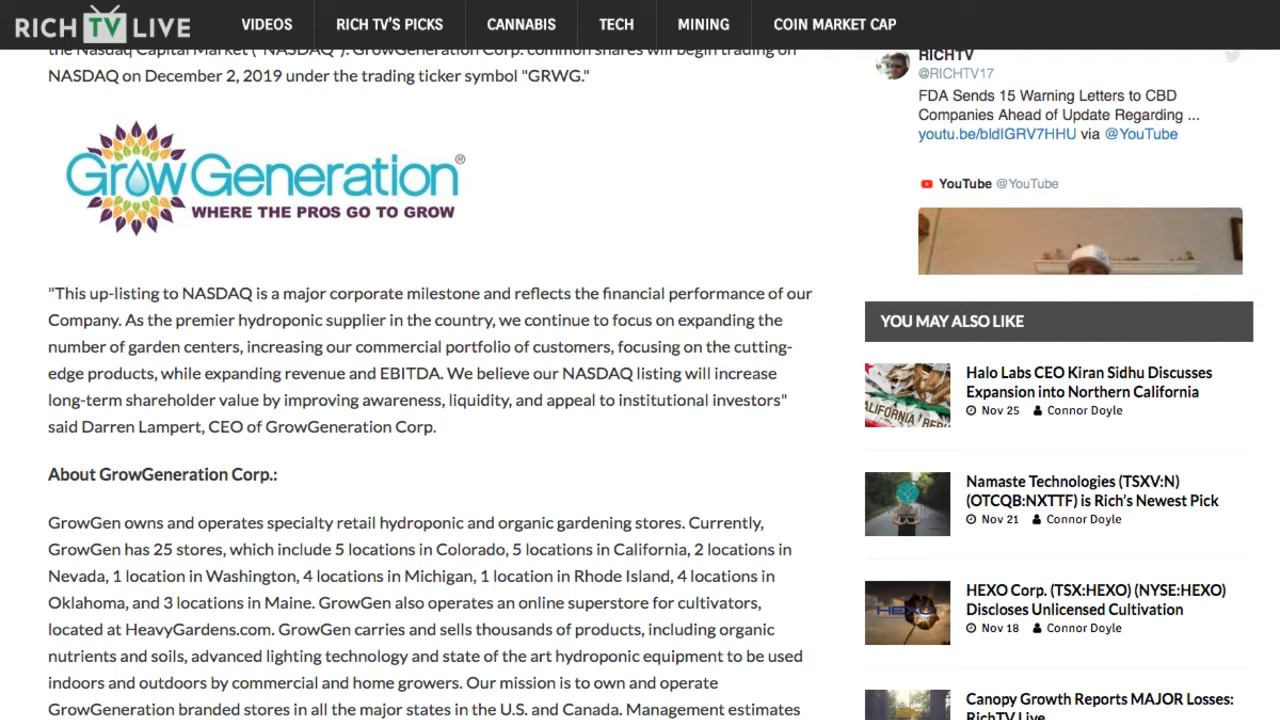 RICH TV LIVE
VIDEOS
RICH TV'S PICKS
CANNABIS
TECH
MINING
COIN MARKET CAP
the Nasdaq Capital Market ("NASDAQ"). GrowGeneration Corp. common shares will begin trading on
NASDAQ on December 2, 2019 under the trading ticker symbol "GRWG."
GrowGeneration®
WHERE THE PROS GO TO GROW
"This up-listing to NASDAQ is a major corporate milestone and reflects the financial performance of our
Company. As the premier hydroponic supplier in the country, we continue to focus on expanding the
number of garden centers, increasing our commercial portfolio of customers, focusing on the cutting-
edge products, while expanding revenue and EBITDA. We believe our NASDAQ listing will increase
long-term shareholder value by improving awareness, liquidity, and appeal to institutional investors"
said Darren Lampert, CEO of GrowGeneration Corp.
About GrowGeneration Corp.:
GrowGen owns and operates specialty retail hydroponic and organic gardening stores. Currently,
GrowGen has 25 stores, which include 5 locations in Colorado, 5 locations in California, 2 locations in
Nevada, 1 location in Washington, 4 locations in Michigan, 1 location in Rhode Island, 4 locations in
Oklahoma, and 3 locations in Maine. GrowGen also operates an online superstore for cultivators,
located at HeavyGardens.com. GrowGen carries and sells thousands of products, including organic
nutrients and soils, advanced lighting technology and state of the art hydroponic equipment to be used
indoors and outdoors by commercial and home growers. Our mission is to own and operate
GrowGeneration branded stores in all the major states in the U.S. and Canada. Management estimates
RICHTV
@RICHTV17
FDA Sends 15 Warning Letters to CBD
Companies Ahead of Update Regarding ...
youtu.be/bldIGRV7HHU via @YouTube
YouTube @YouTube
YOU MAY ALSO LIKE
CALIFORNIA REPU
Halo Labs CEO Kiran Sidhu Discusses
Expansion into Northern California
Nov 25 Connor Doyle
Namaste Technologies (TSXV:N)
(OTCQB:NXTTF) is Rich's Newest Pick
Nov 21 Connor Doyle
HEXO
HEXO Corp. (TSX:HEXO) (NYSE:HEXO)
Discloses Unlicensed Cultivation
Nov 18 Connor Doyle
Canopy Growth Reports MAJOR Losses:
RichTV Live